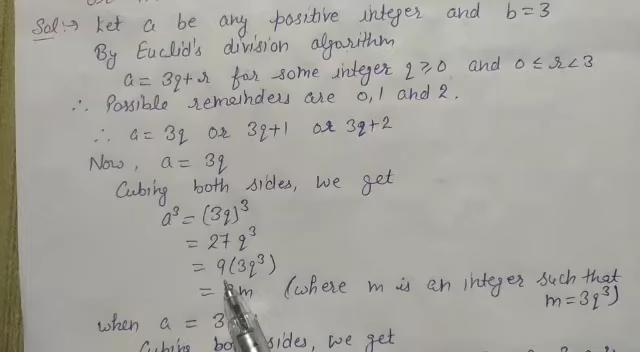 Sol:→ Let a be any positive integer and b=3
By Euclid's division algorithm
a = 3q+r for some integer q ≥ 0 and 0 ≤ r < 3
∴ Possible remainders are 0, 1 and 2.
∴ a = 3q or 3q+1 or 3q+2
Now, a = 3q
Cubing both sides, we get
a³ = (3q)³
= 27 q³
= 9(3q³)
= m (where m is an integer such that
m = 3q³)
when a = 3
Cubing both sides, we get